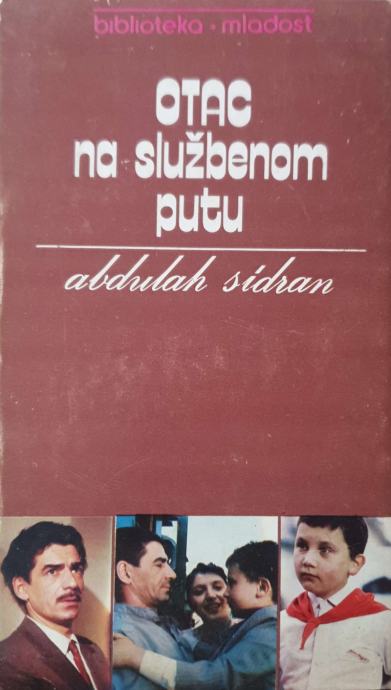 biblioteka • mladost
OTAC
na službenom
putu
abdulah sidran